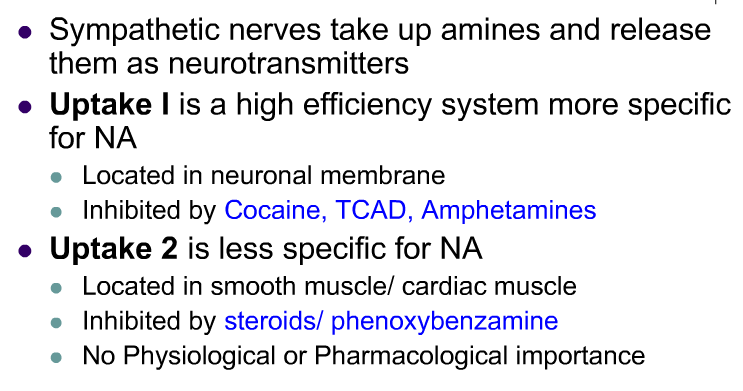 Sympathetic nerves take up amines and release
them as neurotransmitters
Uptake I is a high efficiency system more specific
for NA
Located in neuronal membrane
Inhibited by Cocaine, TCAD, Amphetamines
Uptake 2 is less specific for NA
Located in smooth muscle/ cardiac muscle
Inhibited by steroids/ phenoxybenzamine
No Physiological or Pharmacological importance